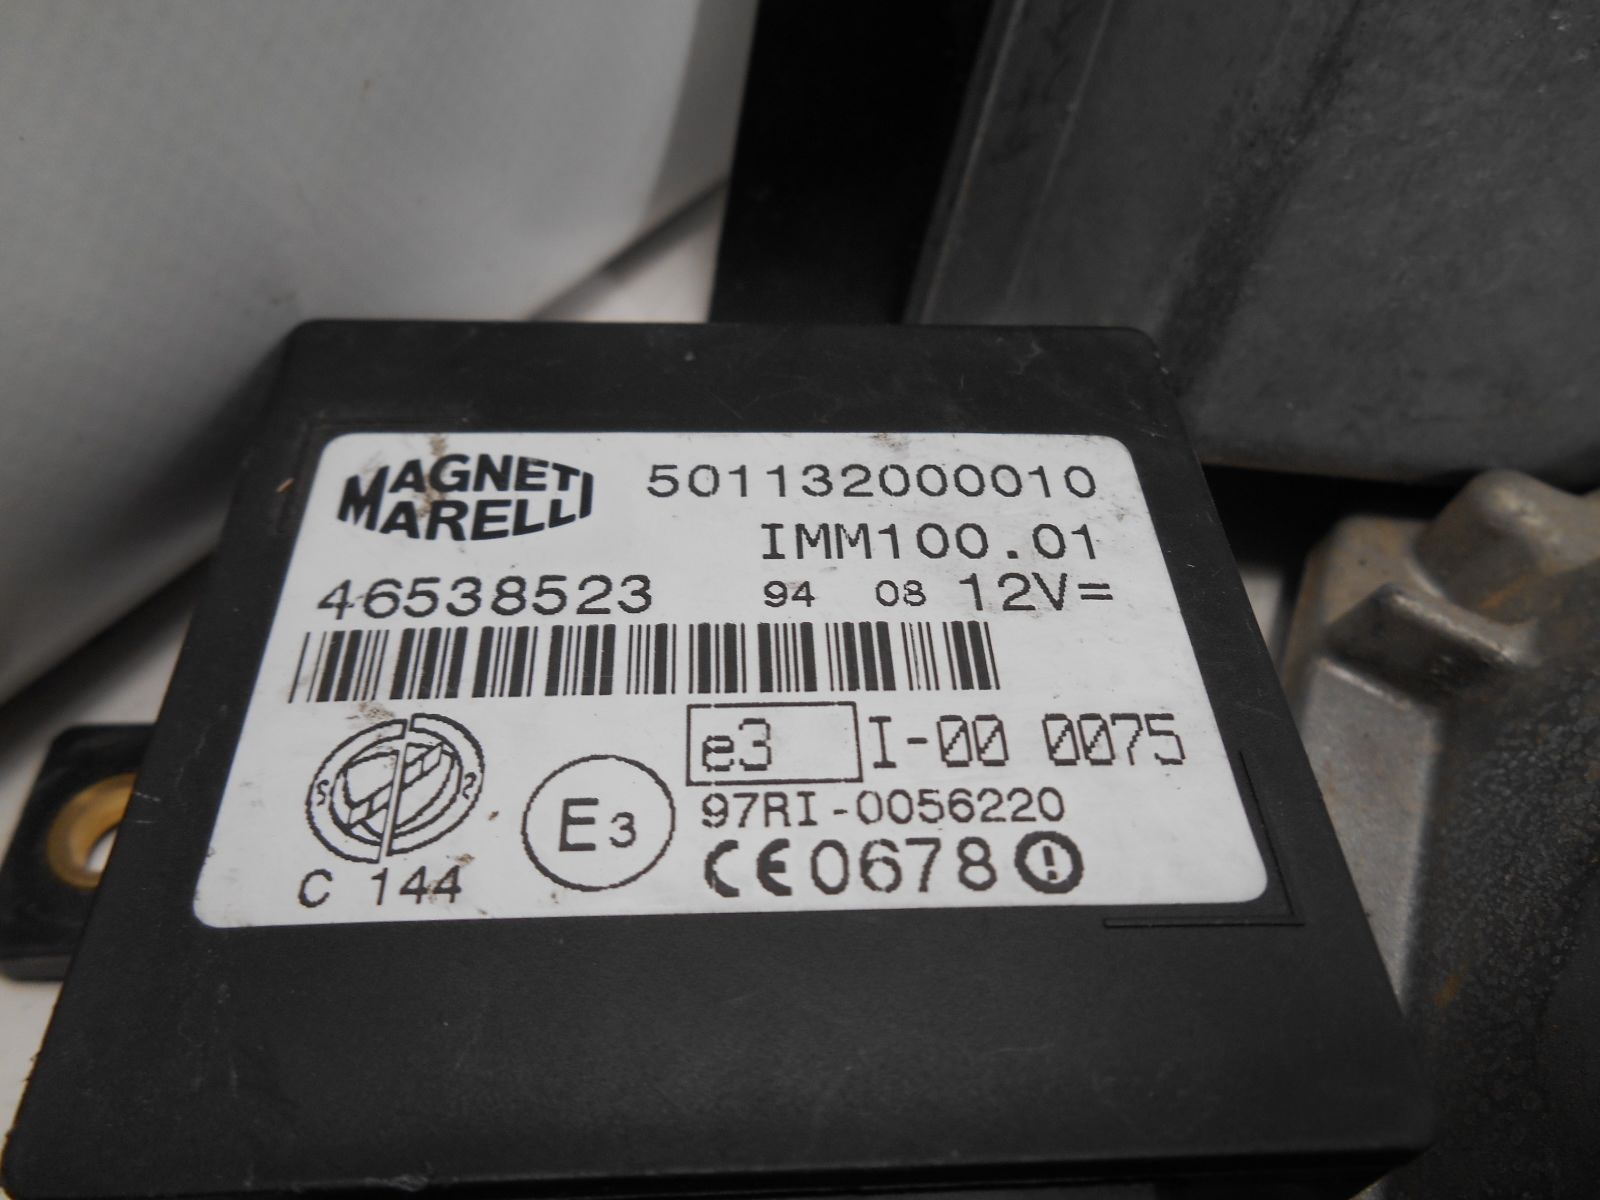 MAGNETI
MARELLI
501132000010
IMM100.01
46538523 94 08 12V=
e3 I-00 0075
97RI-0056220
E3
CE0678
C 144